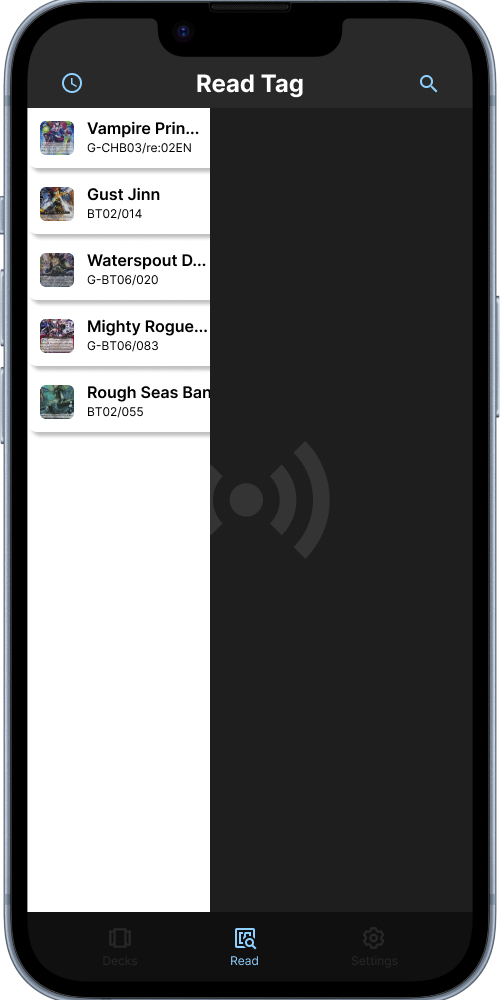 Read Tag
Vampire Prin...
G-CHB03/re:02EN
Gust Jinn
BT02/014
Waterspout D...
G-BT06/020
Mighty Rogue...
G-BT06/083
Rough Seas Ban
BT02/055
Decks
Read
Settings